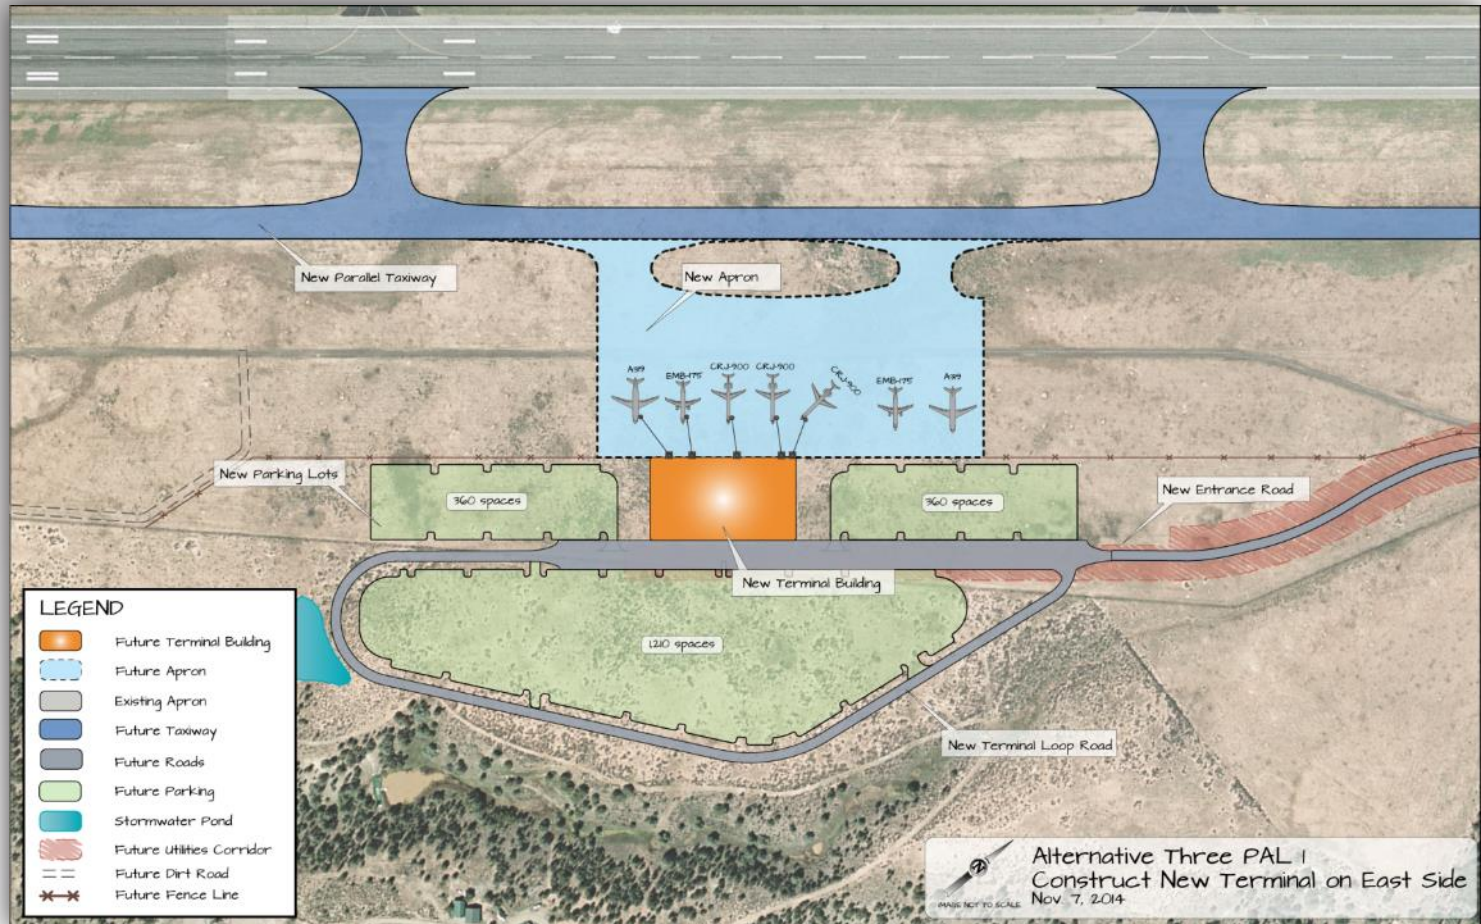 New Parallel Taxiway
New Apron
A319
EMB-175
CRJ-900
CRJ-900
CRJ-900
EMB-175
A319
New Parking Lots
360 spaces
360 spaces
New Entrance Road
New Terminal Building
1210 spaces
New Terminal Loop Road
LEGEND
Future Terminal Building
Future Apron
Existing Apron
Future Taxiway
Future Roads
Future Parking
Stormwater Pond
Future Utilities Corridor
Future Dirt Road
Future Fence Line
N
IMAGE NOT TO SCALE
Alternative Three PAL 1
Construct New Terminal on East Side
Nov. 7, 2014